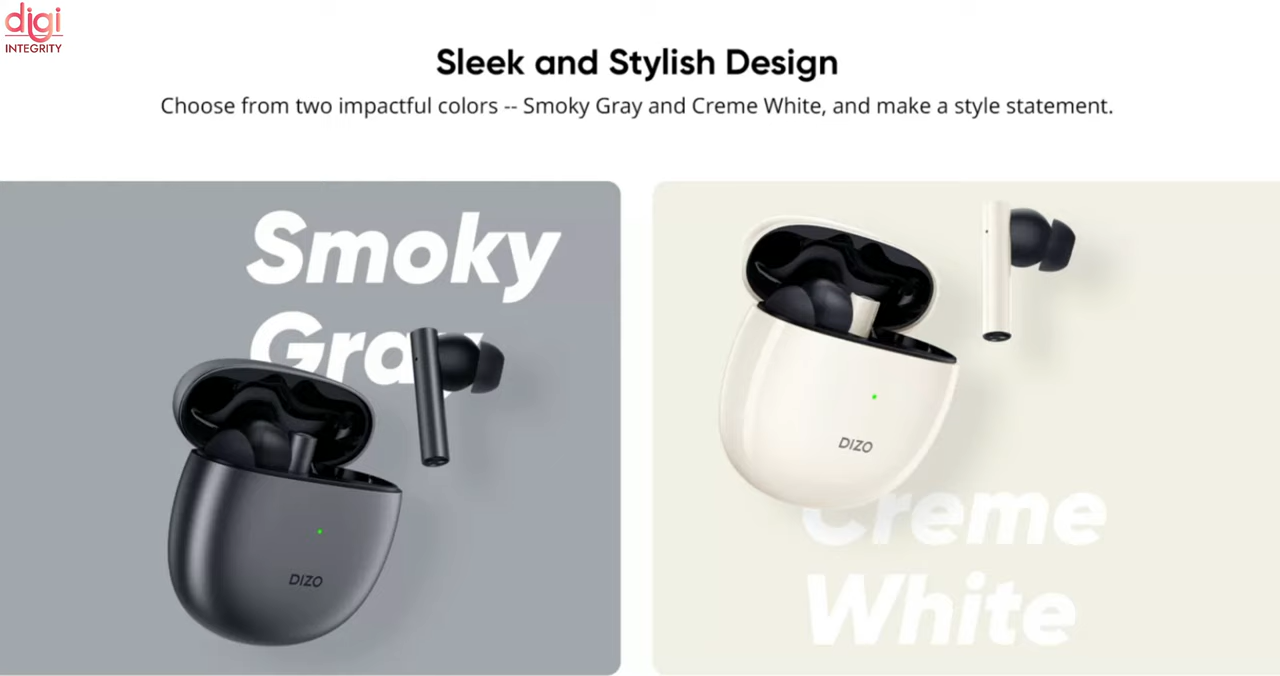 digi
INTEGRITY
Sleek and Stylish Design
Choose from two impactful colors -- Smoky Gray and Creme White, and make a style statement.
Smoky
Gray
DIZO
DIZO
Creme
White